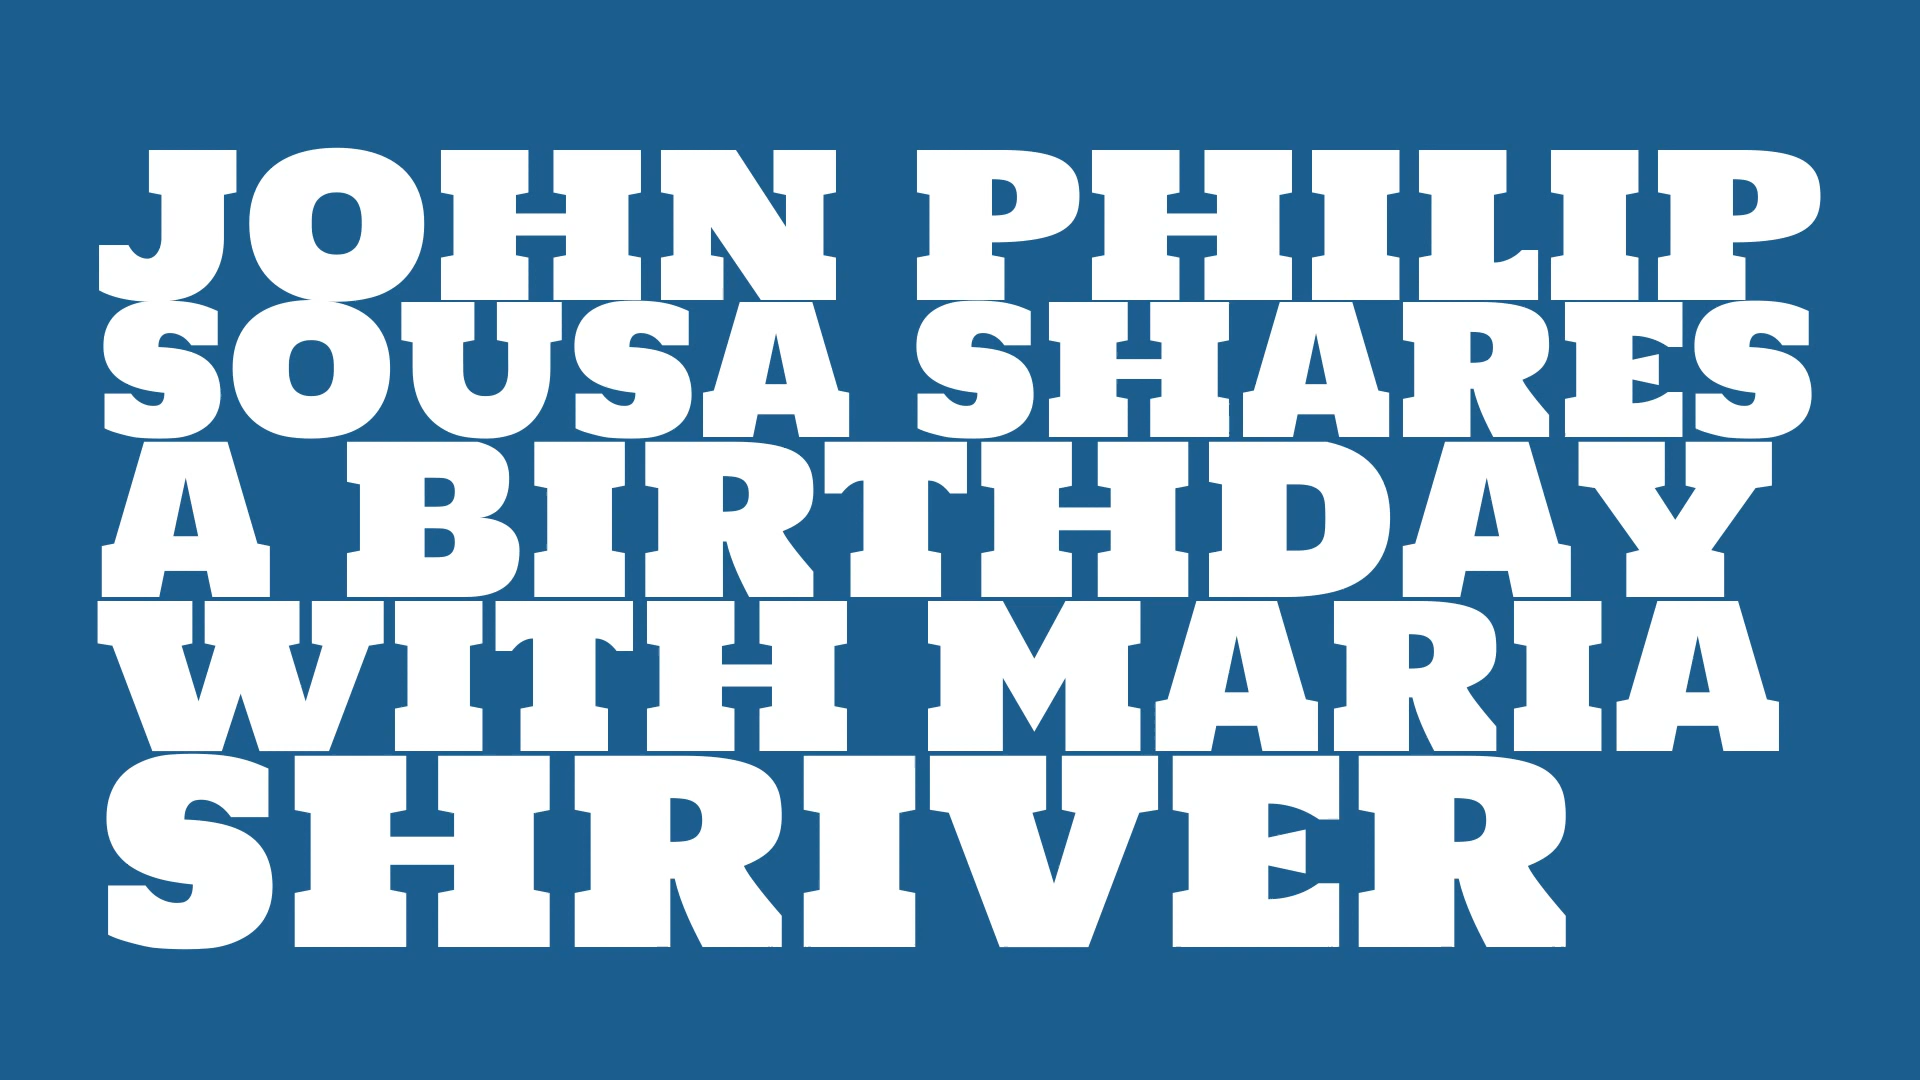 JOHN PHILIP
SOUSA SHARES
A BIRTHDAY
WITH MARIA
SHRIVER